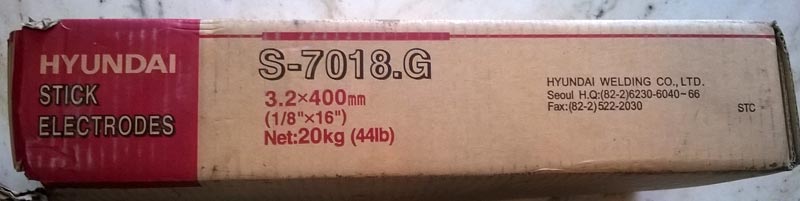 HYUNDAI
STICK
ELECTRODES
S-7018.G
3.2×400mm
(1/8"×16")
Net:20kg (44lb)
HYUNDAI WELDING CO., LTD.
Seoul H.Q:(82-2)6230-6040~66
Fax:(82-2)522-2030
STC